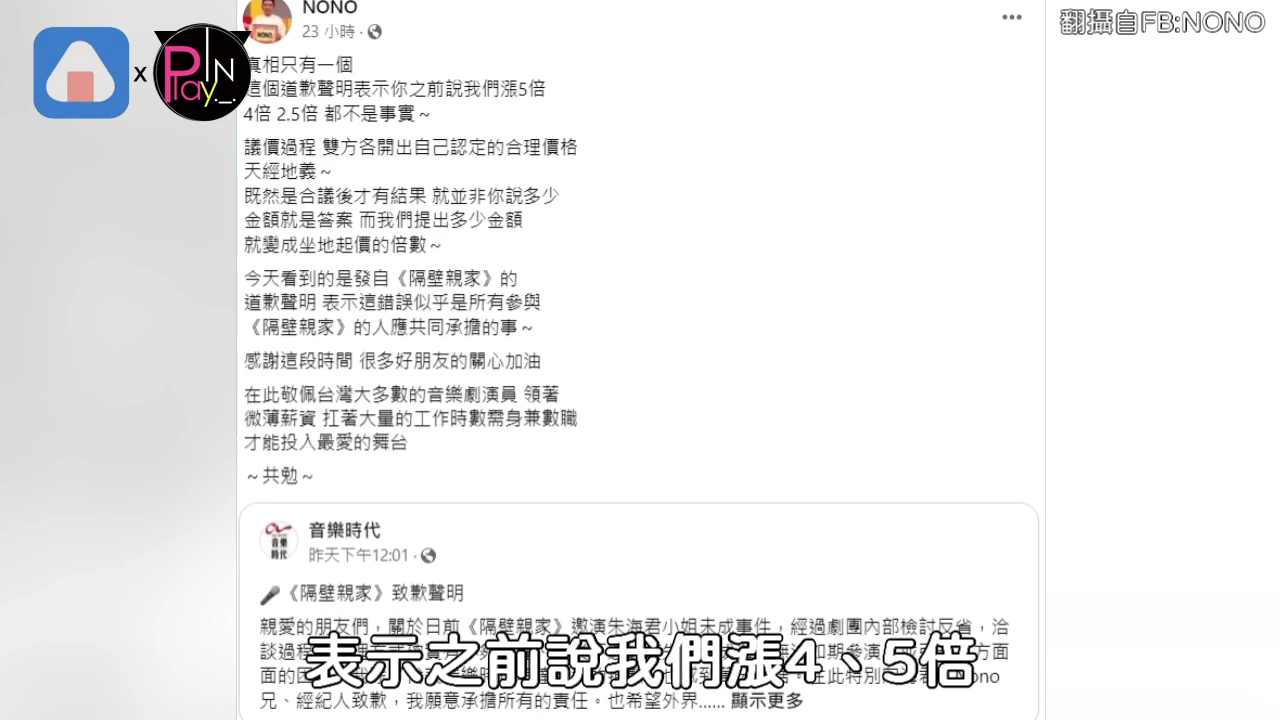 翻攝自FB:NONO
x
PlayIN
NONO
23 小時 ·
真相只有一個
這個道歉聲明表示你之前說我們漲5倍
4倍 2.5倍 都不是事實～
議價過程 雙方各開出自己認定的合理價格
天經地義～
既然是合議後才有結果 就並非你說多少
金額就是答案 而我們提出多少金額
就變成坐地起價的倍數～
今天看到的是發自《隔壁親家》的
道歉聲明 表示這錯誤似乎是所有參與
《隔壁親家》的人應共同承擔的事～
感謝這段時間 很多好朋友的關心加油
在此敬佩台灣大多數的音樂劇演員 領著
微薄薪資 扛著大量的工作時數需身兼數職
才能投入最愛的舞台
～共勉～
音樂時代
昨天下午12:01 ·
《隔壁親家》致歉聲明
親愛的朋友們，關於日前《隔壁親家》邀演朱海君小姐未成事件，經過劇團內部檢討反省，洽
談過程
表示之前說我們漲4、5倍
兄、經紀人致歉，我願意承擔所有的責任。也希望外界...... 顯示更多